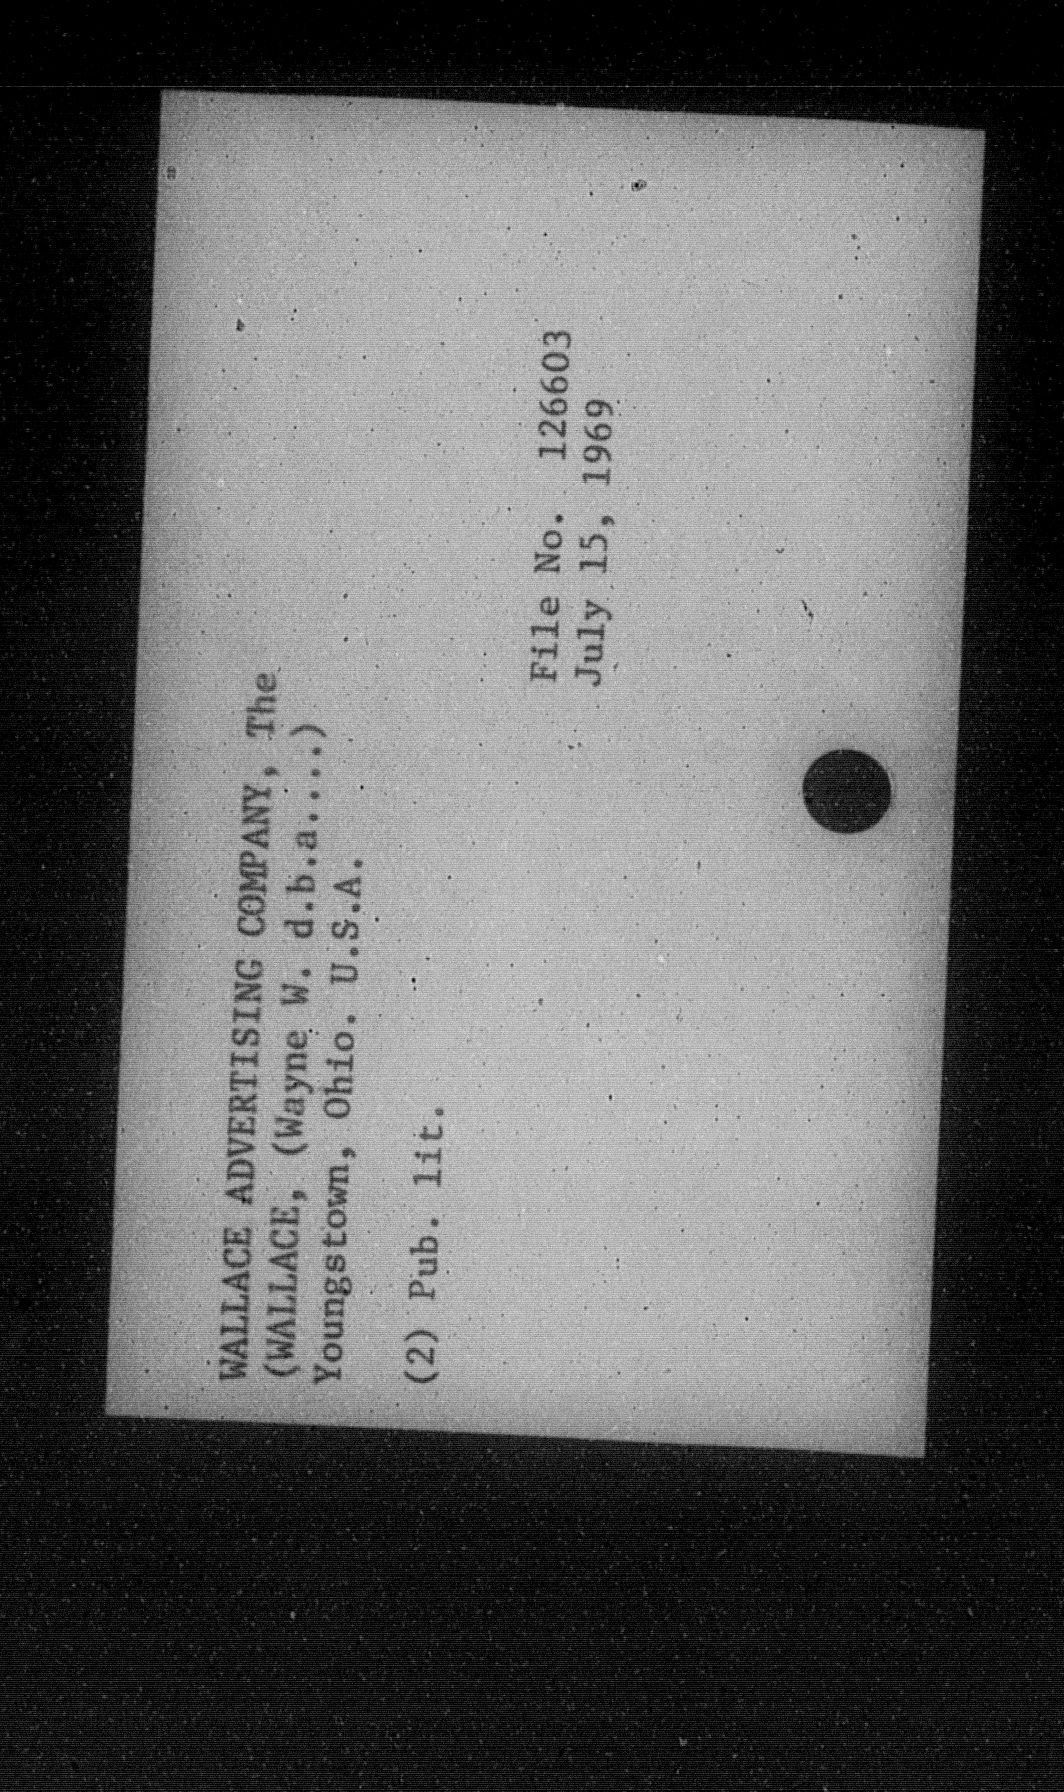 WALLACE ADVERTISING COMPANY, The
(WALLACE, (Wayne W. d.b.a....)
Youngstown, Ohio. U.S.A.
(2) Pub. lit.
File No. 126603
July 15, 1969